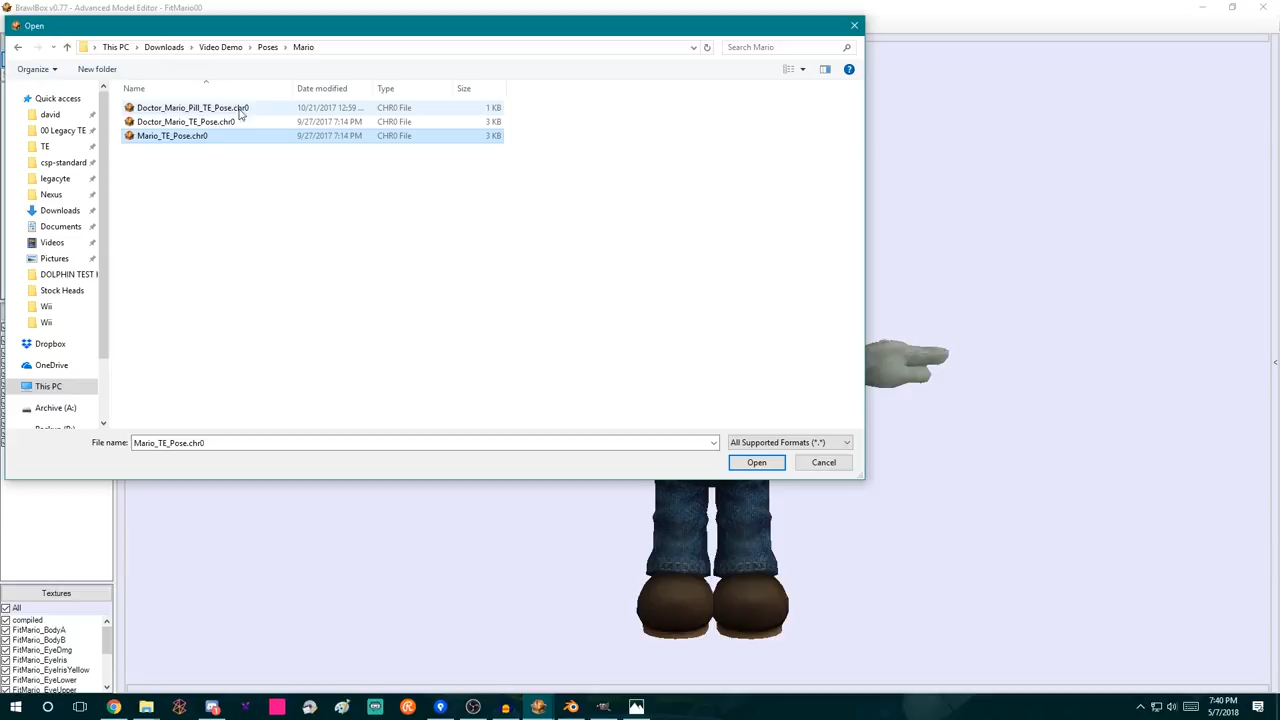 BrawlBox v0.77 - Advanced Model Editor - FitMario00
Open
This PC
Downloads
Video Demo
Poses
Mario
Search Mario
Organize
New folder
Name
Date modified
Type
Size
Quick access
david
00 Legacy TE
TE
csp-standard
legacyte
Nexus
Downloads
Documents
Videos
Pictures
DOLPHIN TEST
Stock Heads
Wii
Wii
Dropbox
OneDrive
This PC
Archive (A:)
Doctor_Mario_Pill_TE_Pose.chr0 10/21/2017 12:59 ... CHR0 File 1 KB
Doctor_Mario_TE_Pose.chr0 9/27/2017 7:14 PM CHR0 File 3 KB
Mario_TE_Pose.chr0 9/27/2017 7:14 PM CHR0 File 3 KB
File name: Mario_TE_Pose.chr0 All Supported Formats (*.*)
Open Cancel
Textures
All
compiled
FitMario_BodyA
FitMario_BodyB
FitMario_EyeDmg
FitMario_EyeIris
FitMario_EyeIrisYellow
FitMario_EyeLower
FitMario_EyeUpper
7:40 PM
5/7/2018